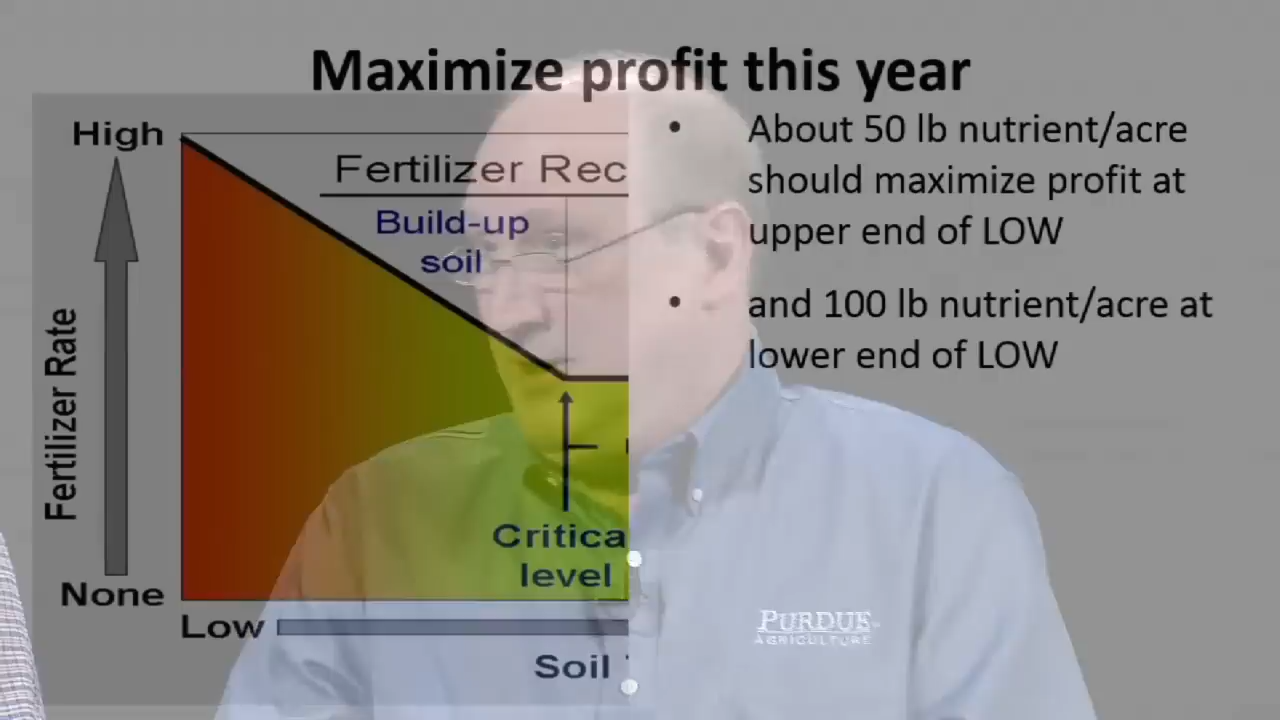 Maximize profit this year
High
Fertilizer Rec
Build-up
soil
Fertilizer Rate
Critica
level
None
Low
Soil
About 50 lb nutrient/acre
should maximize profit at
upper end of LOW
and 100 lb nutrient/acre at
lower end of LOW
PURDUE
AGRICULTURE